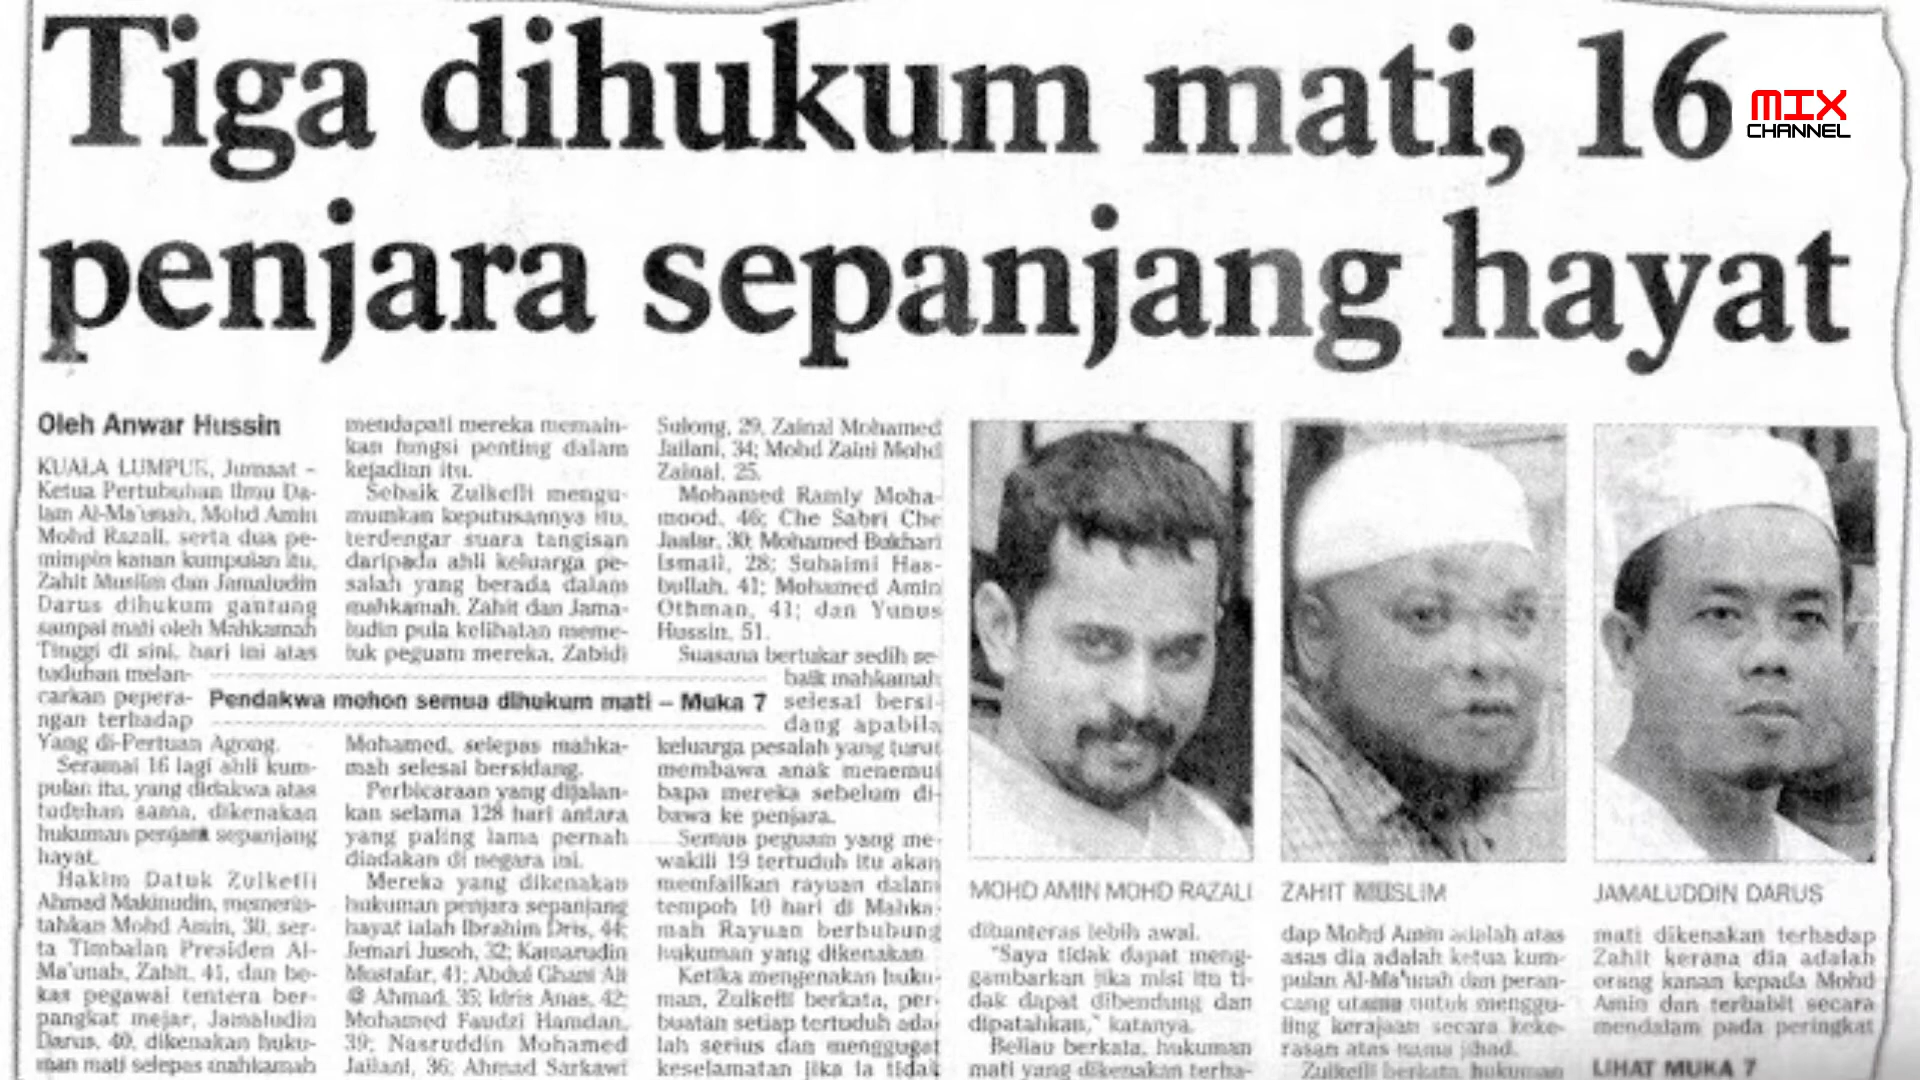 Tiga dihukum mati, 16
penjara sepanjang hayat
MIX
CHANNEL
Oleh Anwar Hussin
KUALA LUMPUR, Jumaat -
Ketua Pertubuhan Ilmu Da-
lam Al-Ma'unah, Mohd Amin
Mohd Razali, serta dua pe-
mimpin kanan kumpulan itu,
Zahit Muslim dan Jamaludin
Darus dihukum gantung
sampai mati oleh Mahkamah
Tinggi di sini, hari ini atas
tuduhan melan-
carkan pepera-
ngan terhadap
Yang di-Pertuan Agong.
Seramai 16 lagi ahli kum-
pulan itu, yang didakwa atas
tuduhan sama, dikenakan
hukuman penjara sepanjang
hayat.
Hakim Datuk Zulkefli
Ahmad Makinudin, memerin-
tahkan Mohd Amin, 30, ser-
ta Timbalan Presiden Al-
Ma'unah, Zahit, 41, dan be-
kas pegawai tentera ber-
pangkat mejar, Jamaludin
Darus, 40, dikenakan huku-
man mati selepas mahkamah
mendapati mereka memain-
kan fungsi penting dalam
kejadian itu.
Sebaik Zulkefli mengu-
mumkan keputusannya itu,
terdengar suara tangisan
daripada ahli keluarga pe-
salah yang berada dalam
mahkamah. Zahit dan Jama-
ludin pula kelihatan meme-
luk peguam mereka, Zabidi
Pendakwa mohon semua dihukum mati – Muka 7
Mohamed, selepas mahka-
mah selesai bersidang.
Perbicaraan yang dijalan-
kan selama 128 hari antara
yang paling lama pernah
diadakan di negara ini.
Mereka yang dikenakan
hukuman penjara sepanjang
hayat ialah Ibrahim Dris, 44;
Jemari Jusoh, 32; Kamarudin
Mustafar, 41; Abdul Ghani Ali
@ Ahmad, 35; Idris Anas, 42;
Mohamed Faudzi Hamdan,
39; Nasruddin Mohamed
Jailani, 36; Ahmad Sarkawi
Sulong, 29, Zainal Mohamed
Jailani, 34; Mohd Zaini Mohd
Zainal, 25.
Mohamed Ramly Moha-
mood, 46; Che Sabri Che
Jaafar, 30; Mohamed Bukhari
Ismail, 28; Suhaimi Has-
bullah, 41; Mohamed Amin
Othman, 41; dan Yunus
Hussin, 51.
Suasana bertukar sedih se-
baik mahkamah
selesai bersi-
dang apabila
keluarga pesalah yang turut
membawa anak menemui
bapa mereka sebelum di-
bawa ke penjara.
Semua peguam yang me-
wakili 19 tertuduh itu akan
memfailkan rayuan dalam
tempoh 10 hari di Mahka-
mah Rayuan berhubung
hukuman yang dikenakan.
Ketika mengenakan huku-
man, Zulkefli berkata, per-
buatan setiap tertuduh ada-
lah serius dan menggugat
keselamatan jika ia tidak
MOHD AMIN MOHD RAZALI
dibanteras lebih awal.
"Saya tidak dapat meng-
gambarkan jika misi itu ti-
dak dapat dibendung dan
dipatahkan," katanya.
Beliau berkata, hukuman
mati yang dikenakan terha-
ZAHIT MUSLIM
dap Mohd Amin adalah atas
asas dia adalah ketua kum-
pulan Al-Ma'unah dan peran-
cang utama untuk menggu-
ling kerajaan secara keke-
rasan atas nama jihad.
Zulkefli berkata, hukuman
JAMALUDDIN DARUS
mati dikenakan terhadap
Zahit kerana dia adalah
orang kanan kepada Mohd
Amin dan terbabit secara
mendalam pada peringkat
LIHAT MUKA 7